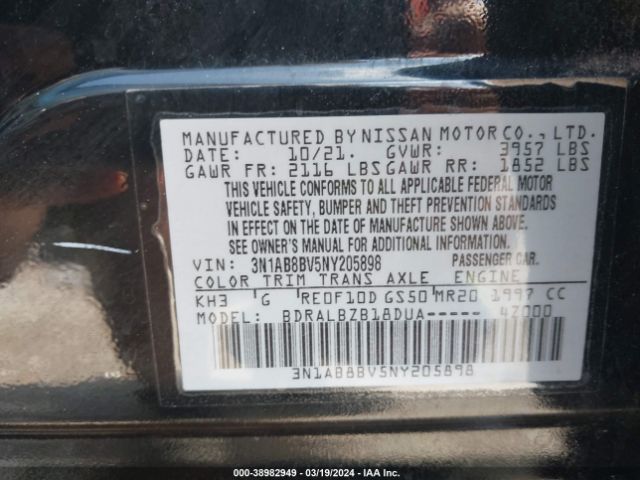 MANUFACTURED BY NISSAN MOTOR CO., LTD.
DATE: 10/21. GVWR: 3957 LBS
GAWR FR: 2116 LBS GAWR RR: 1852 LBS
THIS VEHICLE CONFORMS TO ALL APPLICABLE FEDERAL MOTOR
VEHICLE SAFETY, BUMPER AND THEFT PREVENTION STANDARDS
IN EFFECT ON THE DATE OF MANUFACTURE SHOWN ABOVE.
SEE OWNER'S MANUAL FOR ADDITIONAL INFORMATION.
VIN: 3N1AB8BV5NY205898 PASSENGER CAR.
COLOR TRIM TRANS AXLE ENGINE
KH3 G RE0F10D GS50 MR20 1997 CC
MODEL: BDRALBZB18DUA----- 4Z000
3N1AB8BV5NY205898
000-38982949 - 03/19/2024 - IAA Inc.